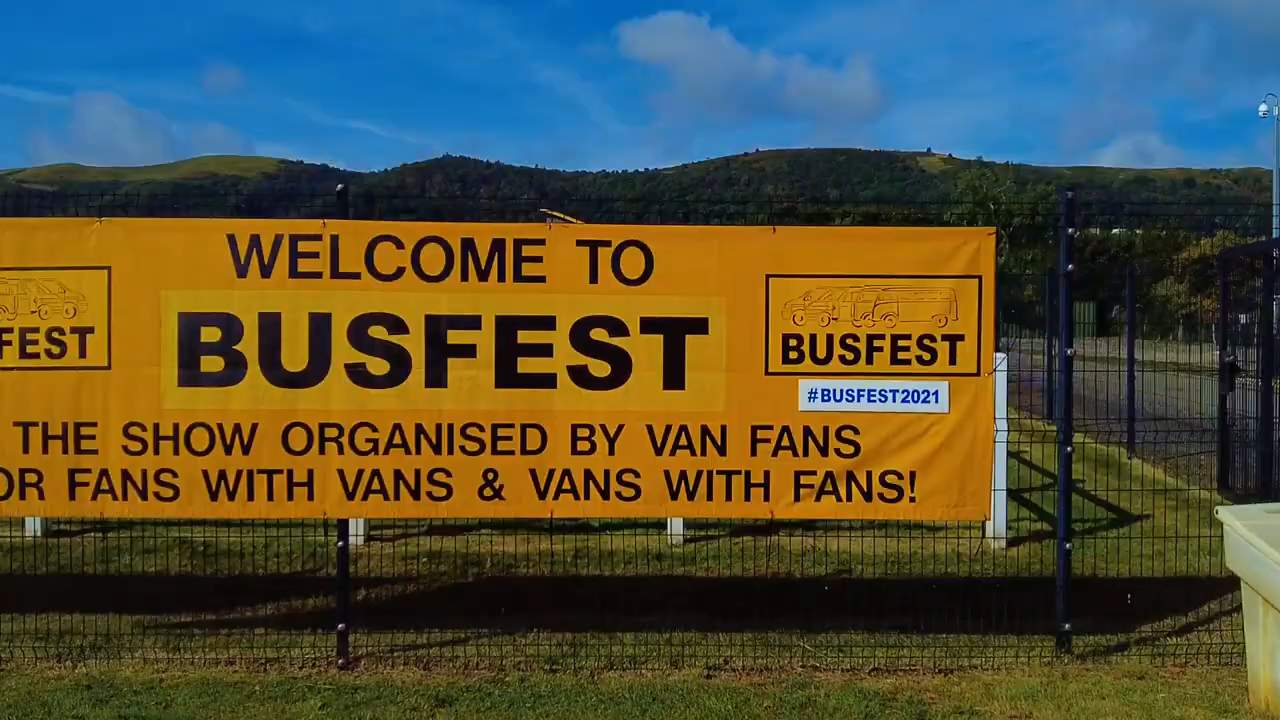 WELCOME TO
BUSFEST
FEST
BUSFEST
#BUSFEST2021
THE SHOW ORGANISED BY VAN FANS
OR FANS WITH VANS & VANS WITH FANS!